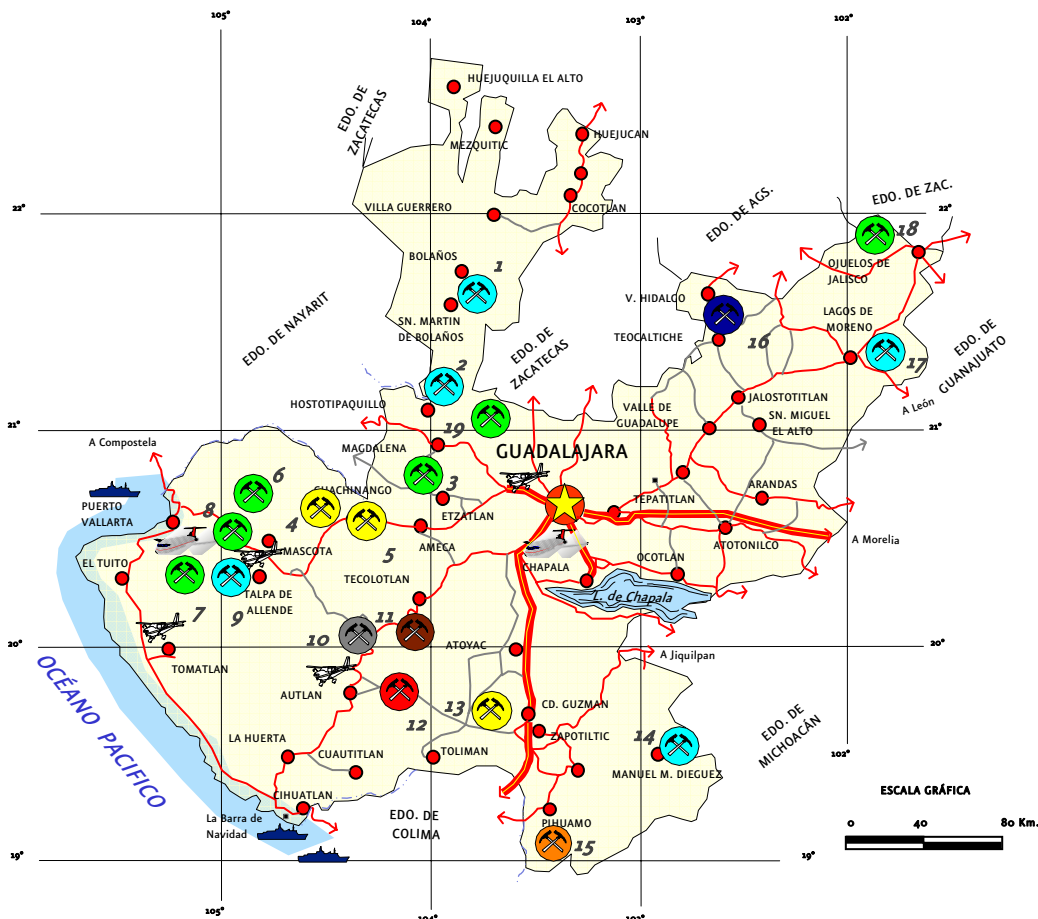 105°
104°
103°
102°
HUEJUQUILLA EL ALTO
EDO. DE
ZACATECAS
MEZQUITIC
HUEJUCAN
VILLA GUERRERO
COCOTLAN
EDO. DE AGS.
EDO. DE ZAC.
22°
22°
18
BOLAÑOS
1
OJUELOS DE
JALISCO
EDO. DE NAYARIT
SN. MARTIN
DE BOLAÑOS
V. HIDALGO
LAGOS DE
MORENO
TEOCALTICHE
16
EDO. DE
ZACATECAS
EDO. DE
GUANAJUATO
17
2
HOSTOTIPAQUILLO
JALOSTOTITLAN
A León
VALLE DE
GUADALUPE
SN. MIGUEL
EL ALTO
21°
21°
19
A Compostela
MAGDALENA
GUADALAJARA
6
GUACHINANGO
3
TEPATITLAN
ARANDAS
PUERTO
VALLARTA
8
4
ETZATLAN
MASCOTA
5
AMECA
ATOTONILCO
A Morelia
EL TUITO
TECOLOTLAN
CHAPALA
OCOTLAN
TALPA DE
ALLENDE
L. de Chapala
7
9
10
11
ATOYAC
20°
20°
A Jiquilpan
TOMATLAN
OCÉANO PACIFICO
AUTLAN
12
13
CD. GUZMAN
EDO. DE
MICHOACÁN
LA HUERTA
CUAUTITLAN
TOLIMAN
ZAPOTILTIC
14
102°
MANUEL M. DIEGUEZ
CIHUATLAN
ESCALA GRÁFICA
La Barra de
Navidad
EDO. DE
COLIMA
PIHUAMO
0 40 80 Km.
15
19°
19°
105°
104°
103°